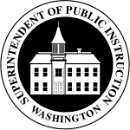 SUPERINTENDENT OF PUBLIC INSTRUCTION
WASHINGTON